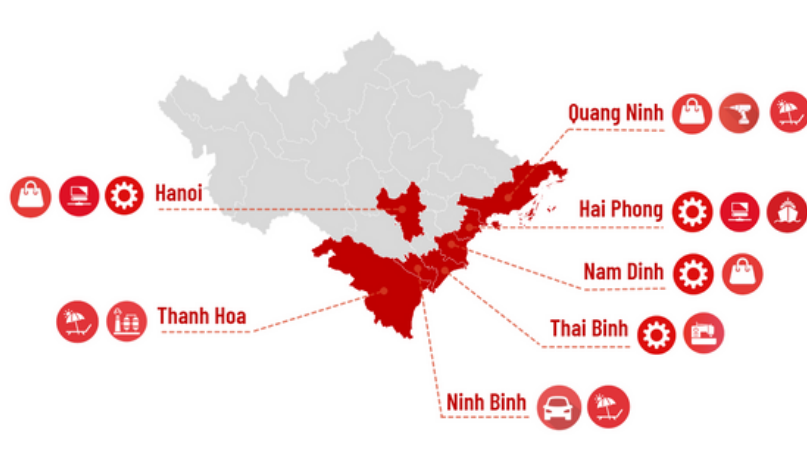 Quang Ninh
Hanoi
Hai Phong
Nam Dinh
Thanh Hoa
Thai Binh
Ninh Binh